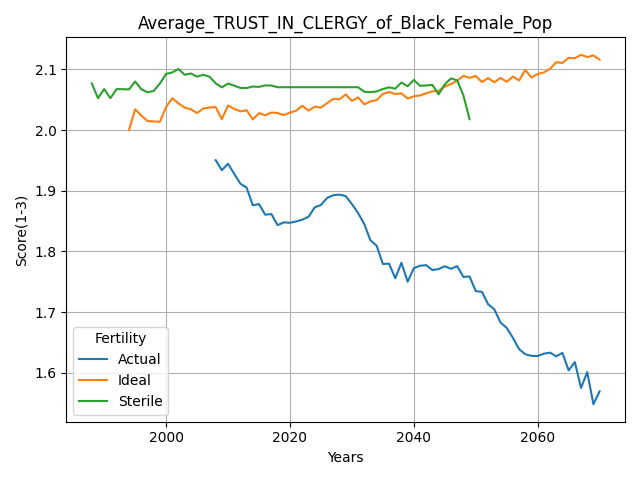 Average_TRUST_IN_CLERGY_of_Black_Female_Pop
Score(1-3)
2.1
2.0
1.9
1.8
1.7
1.6
Fertility
Actual
Ideal
Sterile
2000 2020 2040 2060
Years